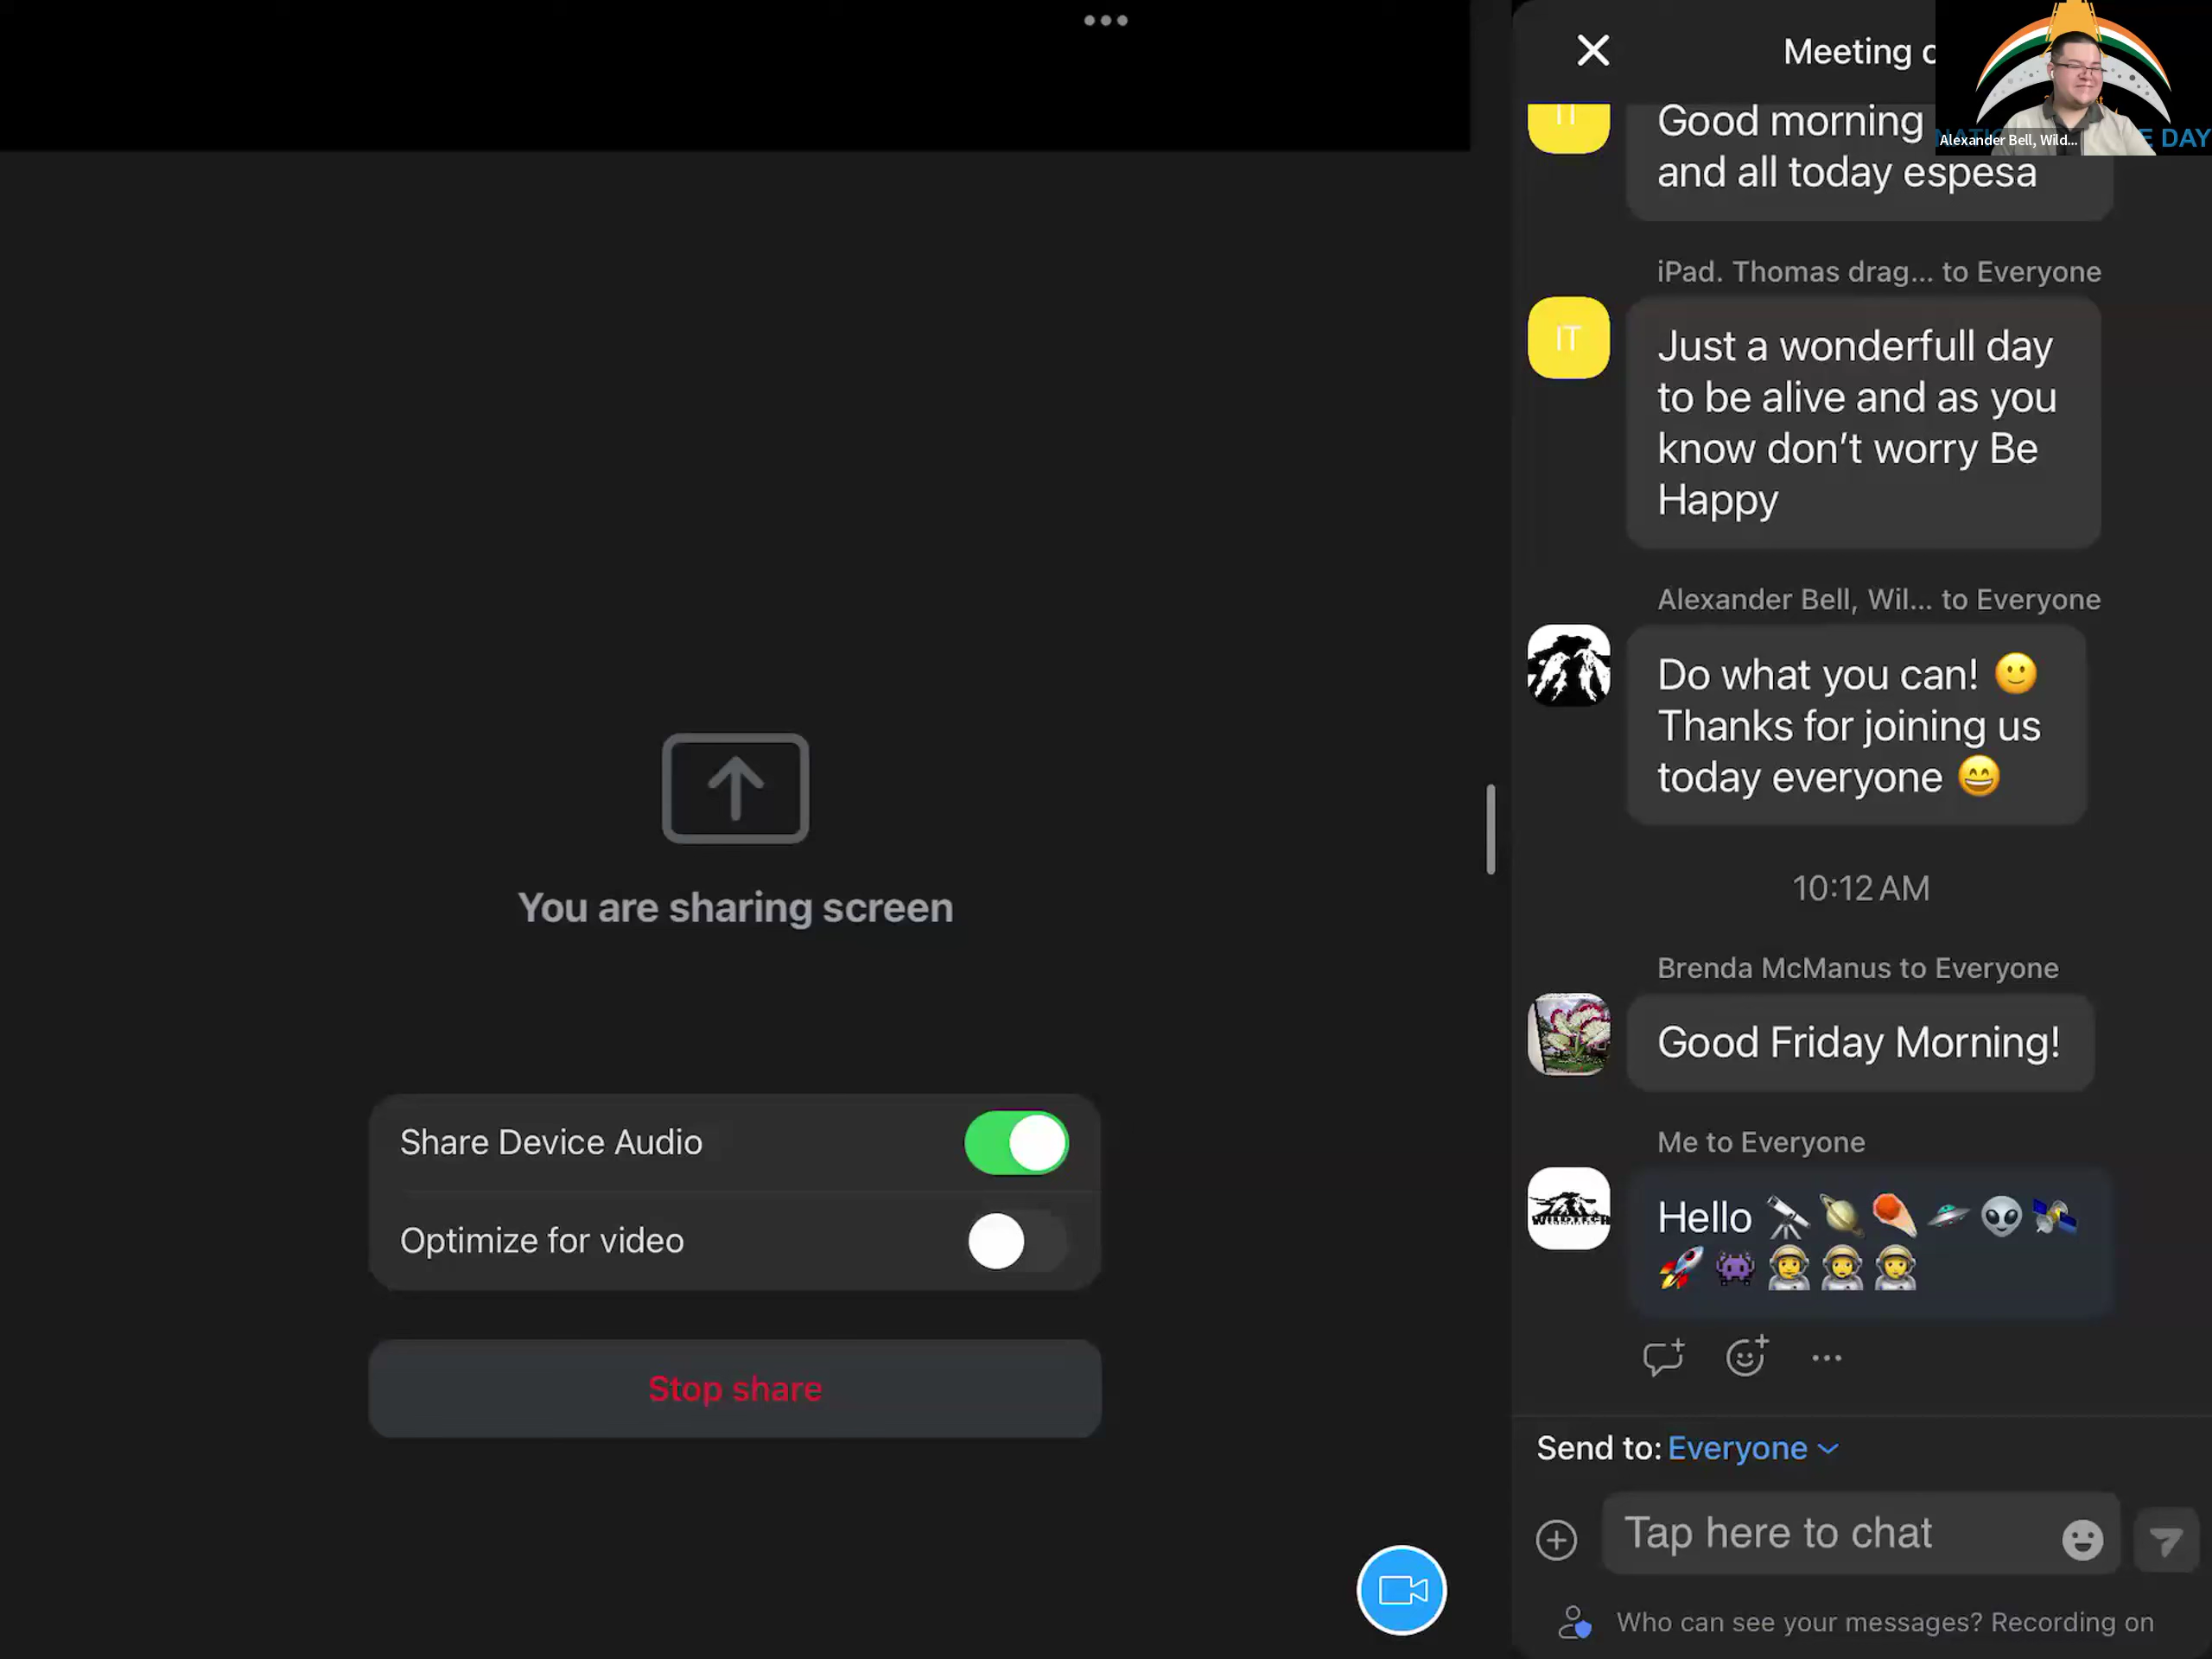 You are sharing screen
Share Device Audio
Optimize for video
Stop share
Meeting
Good morning
and all today espesa
iPad. Thomas drag... to Everyone
IT
Just a wonderfull day
to be alive and as you
know don't worry Be
Happy
Alexander Bell, Wil... to Everyone
Do what you can! 🙂
Thanks for joining us
today everyone 😄
10:12 AM
Brenda McManus to Everyone
Good Friday Morning!
Me to Everyone
Hello 🔭🪐☄️🛸👽🛰️
🚀👾🧑‍🚀👩‍🚀👨‍🚀
Send to: Everyone
Tap here to chat
Who can see your messages? Recording on
Alexander Bell, Wild...
DAY